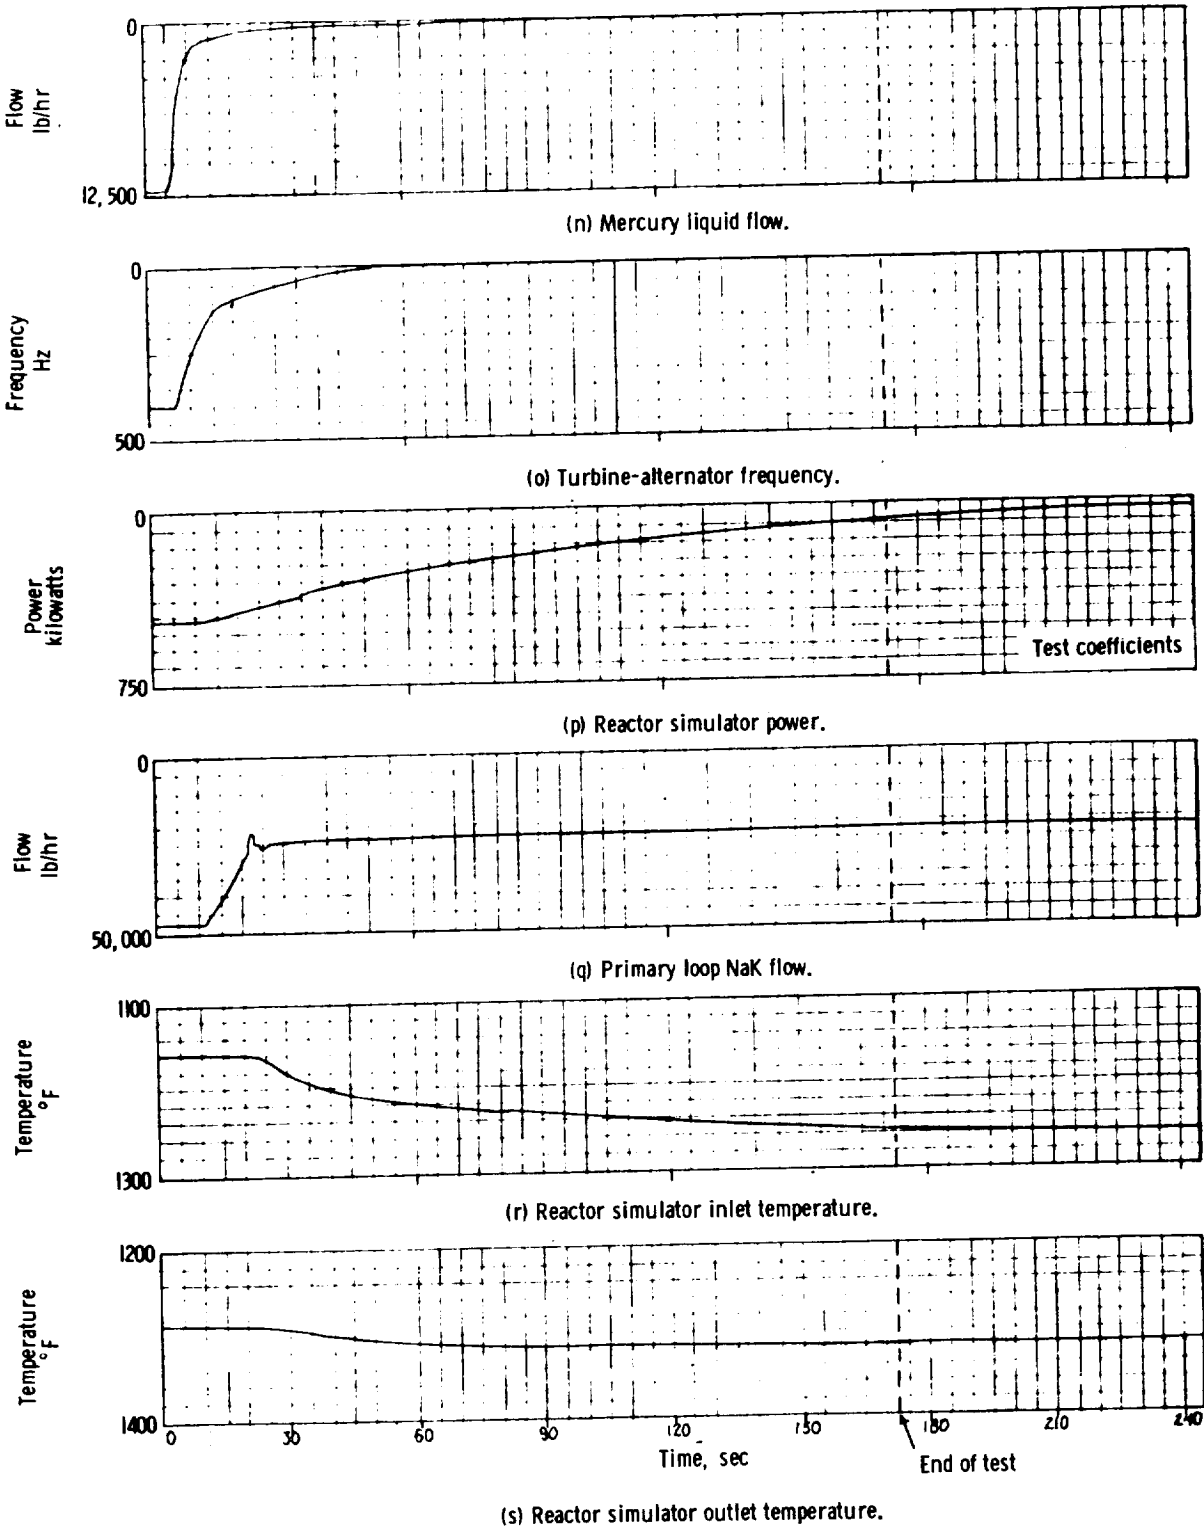 0
Flow
lb/hr
12,500
(n) Mercury liquid flow.
0
Frequency
Hz
500
(o) Turbine-alternator frequency.
0
Power
kilowatts
750
Test coefficients
(p) Reactor simulator power.
0
Flow
lb/hr
50,000
(q) Primary loop NaK flow.
1100
Temperature
°F
1300
(r) Reactor simulator inlet temperature.
1200
Temperature
°F
1400
0 30 60 90 120 150 180 210 240
Time, sec
End of test
(s) Reactor simulator outlet temperature.